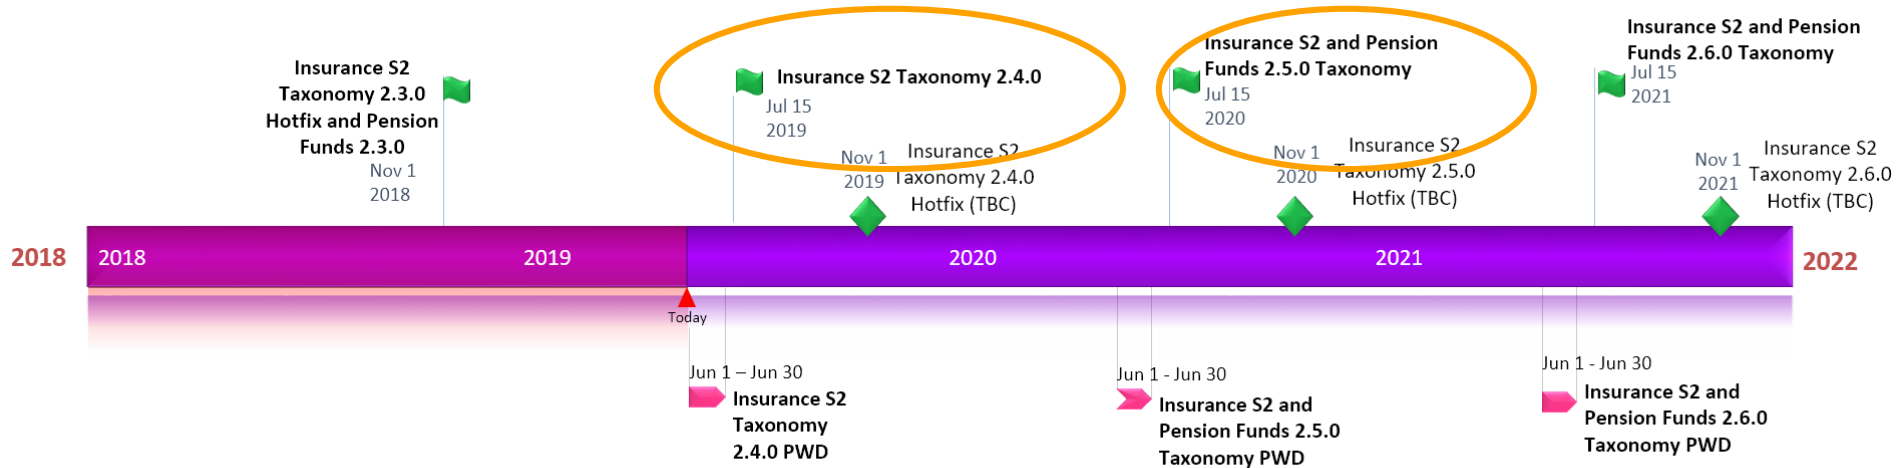 Insurance S2
Taxonomy 2.3.0
Hotfix and Pension
Funds 2.3.0
Nov 1
2018
Insurance S2 Taxonomy 2.4.0
Jul 15
2019
Nov 1
2019
Insurance S2
Taxonomy 2.4.0
Hotfix (TBC)
Insurance S2 and Pension
Funds 2.5.0 Taxonomy
Jul 15
2020
Nov 1
2020
Insurance S2
Taxonomy 2.5.0
Hotfix (TBC)
Insurance S2 and Pension
Funds 2.6.0 Taxonomy
Jul 15
2021
Nov 1
2021
Insurance S2
Taxonomy 2.6.0
Hotfix (TBC)
2018
2018
2019
2020
2021
2022
Today
Jun 1 – Jun 30
Insurance S2
Taxonomy
2.4.0 PWD
Jun 1 - Jun 30
Insurance S2 and
Pension Funds 2.5.0
Taxonomy PWD
Jun 1 - Jun 30
Insurance S2 and
Pension Funds 2.6.0
Taxonomy PWD